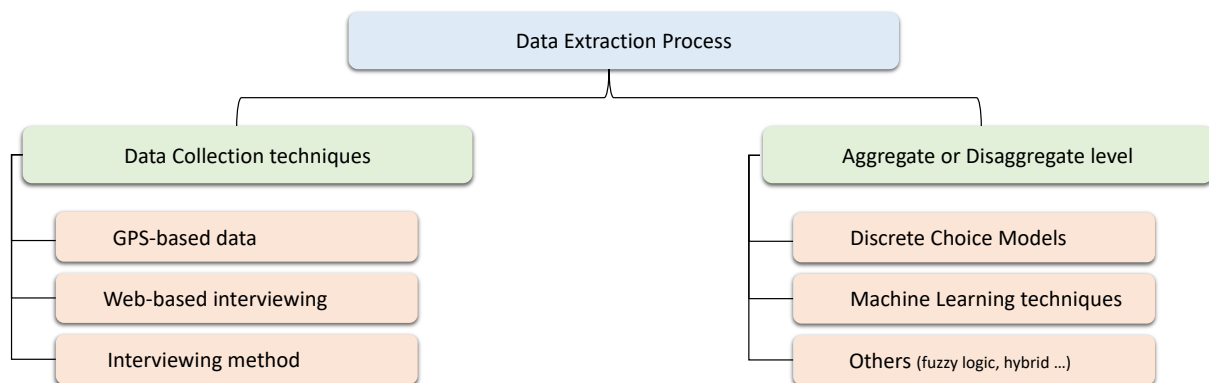 Data Extraction Process
Data Collection techniques
GPS-based data
Web-based interviewing
Interviewing method
Aggregate or Disaggregate level
Discrete Choice Models
Machine Learning techniques
Others (fuzzy logic, hybrid ...)